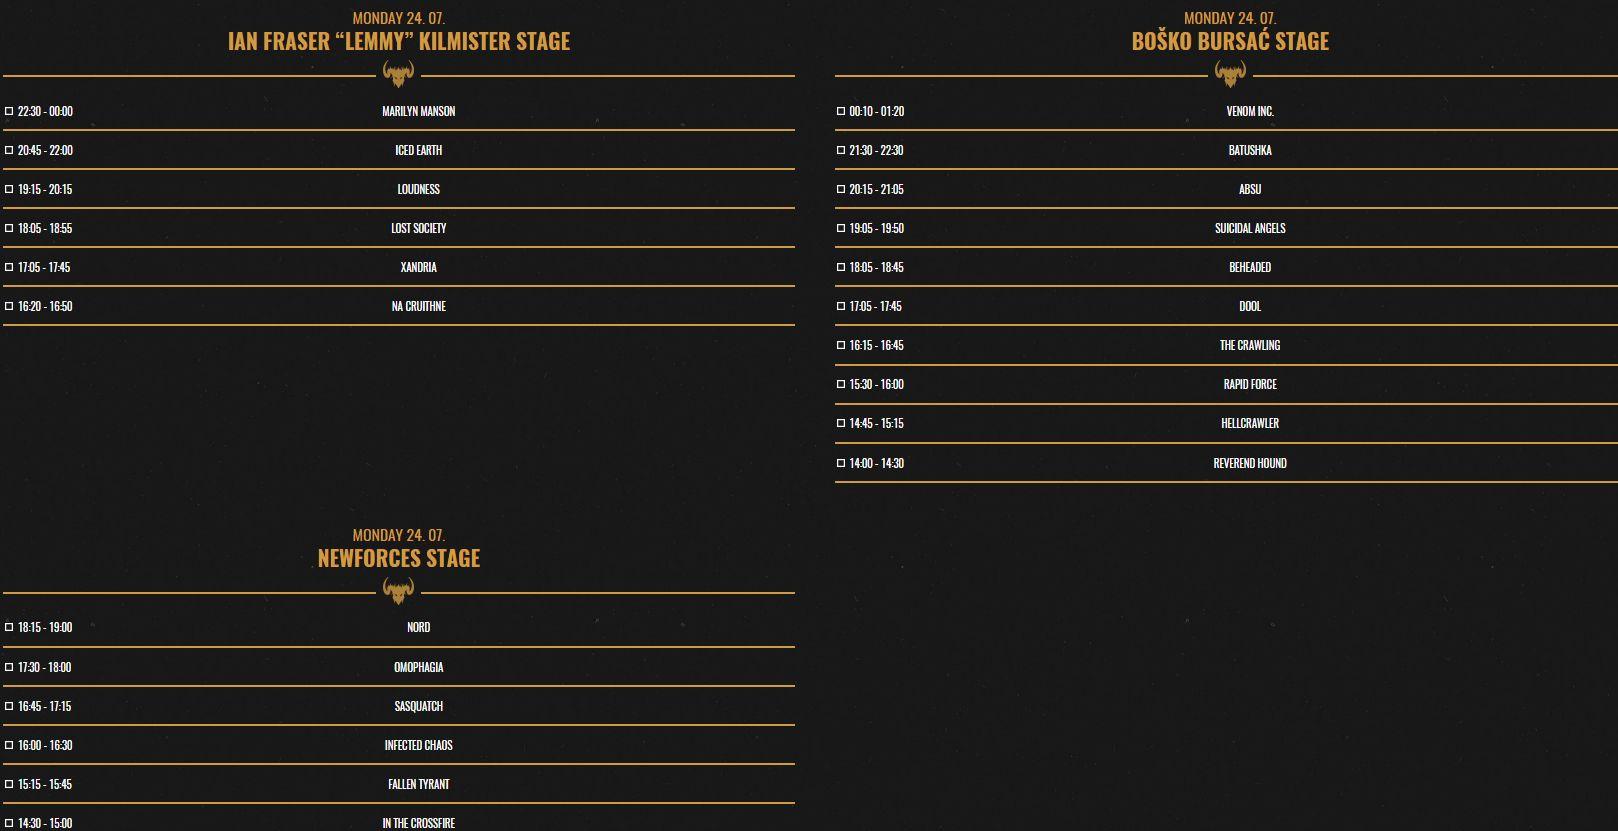 MONDAY 24. 07.
IAN FRASER “LEMMY” KILMISTER STAGE
22:30 - 00:00 MARILYN MANSON
20:45 - 22:00 ICED EARTH
19:15 - 20:15 LOUDNESS
18:05 - 18:55 LOST SOCIETY
17:05 - 17:45 XANDRIA
16:20 - 16:50 NA CRUITHNE
MONDAY 24. 07.
BOŠKO BURSAĆ STAGE
00:10 - 01:20 VENOM INC.
21:30 - 22:30 BATUSHKA
20:15 - 21:05 ABSU
19:05 - 19:50 SUICIDAL ANGELS
18:05 - 18:45 BEHEADED
17:05 - 17:45 DOOL
16:15 - 16:45 THE CRAWLING
15:30 - 16:00 RAPID FORCE
14:45 - 15:15 HELLCRAWLER
14:00 - 14:30 REVEREND HOUND
MONDAY 24. 07.
NEWFORCES STAGE
18:15 - 19:00 NORD
17:30 - 18:00 OMOPHAGIA
16:45 - 17:15 SASQUATCH
16:00 - 16:30 INFECTED CHAOS
15:15 - 15:45 FALLEN TYRANT
14:30 - 15:00 IN THE CROSSFIRE